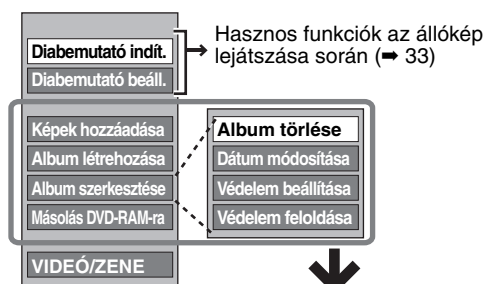 Diabemutató indít.
Diabemutató beáll.
Hasznos funkciók az állókép
lejátszása során (➡ 33)
Képek hozzáadása
Album létrehozása
Album szerkesztése
Másolás DVD-RAM-ra
Album törlése
Dátum módosítása
Védelem beállítása
Védelem feloldása
VIDEÓ/ZENE